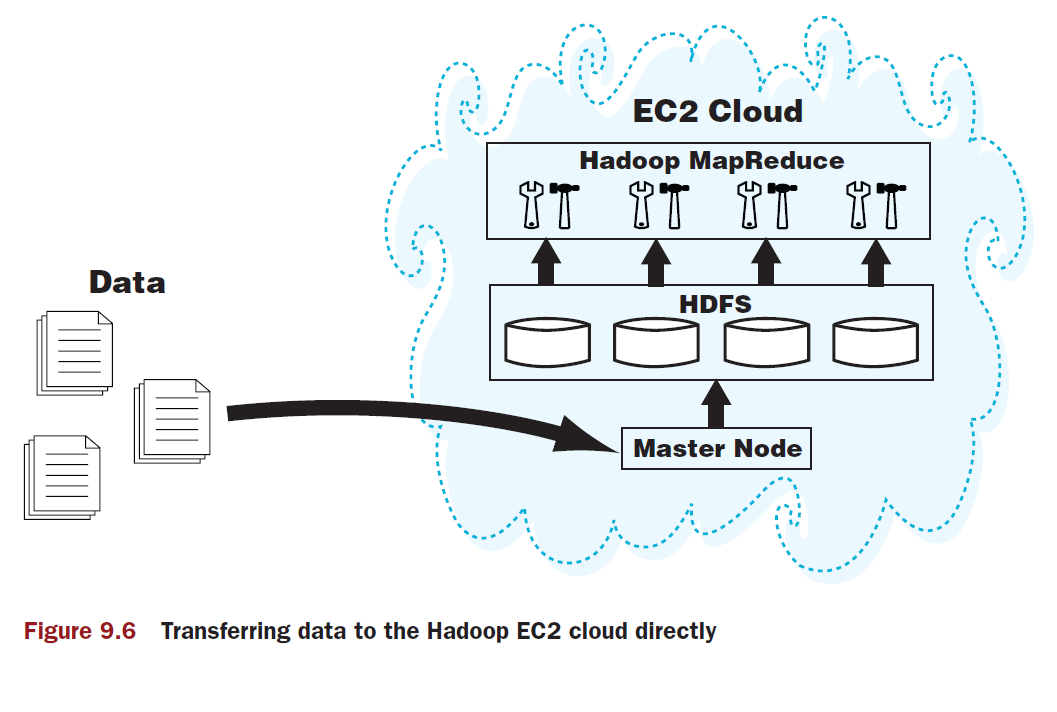 EC2 Cloud
Hadoop MapReduce
Data
HDFS
Master Node
Figure 9.6 Transferring data to the Hadoop EC2 cloud directly